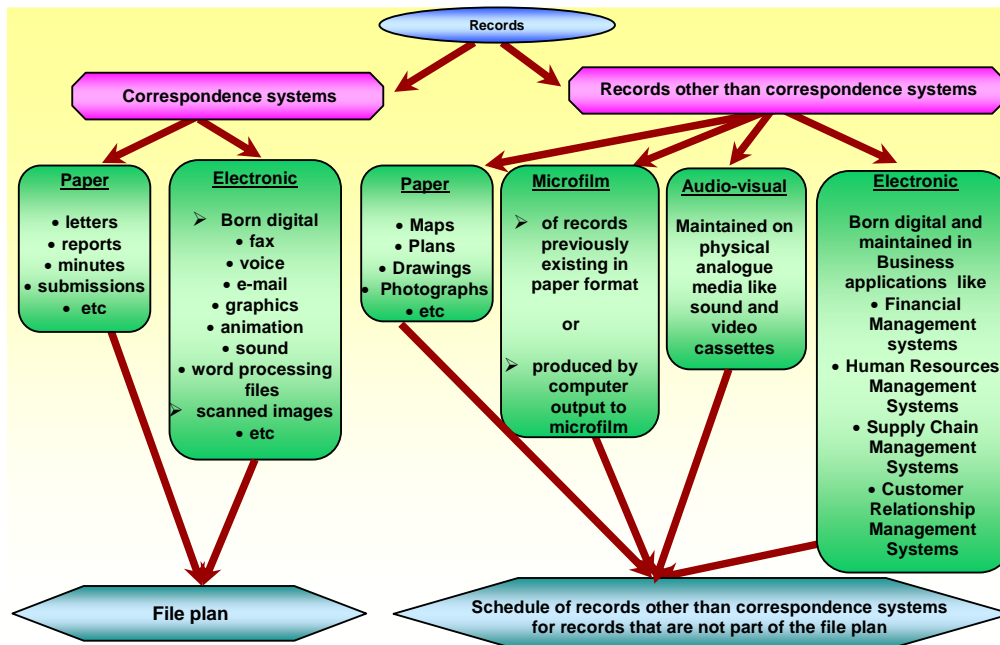 Records
Correspondence systems
Records other than correspondence systems
Paper
• letters
• reports
• minutes
• submissions
• etc
Electronic
➢ Born digital
• fax
• voice
• e-mail
• graphics
• animation
• sound
• word processing
files
➢ scanned images
• etc
Paper
• Maps
• Plans
• Drawings
• Photographs
• etc
Microfilm
➢ of records
previously
existing in
paper format
or
➢ produced by
computer
output to
microfilm
Audio-visual
Maintained on
physical
analogue
media like
sound and
video
cassettes
Electronic
Born digital and
maintained in
Business
applications like
• Financial
Management
systems
• Human Resources
Management
Systems
• Supply Chain
Management
Systems
• Customer
Relationship
Management
Systems
File plan
Schedule of records other than correspondence systems
for records that are not part of the file plan